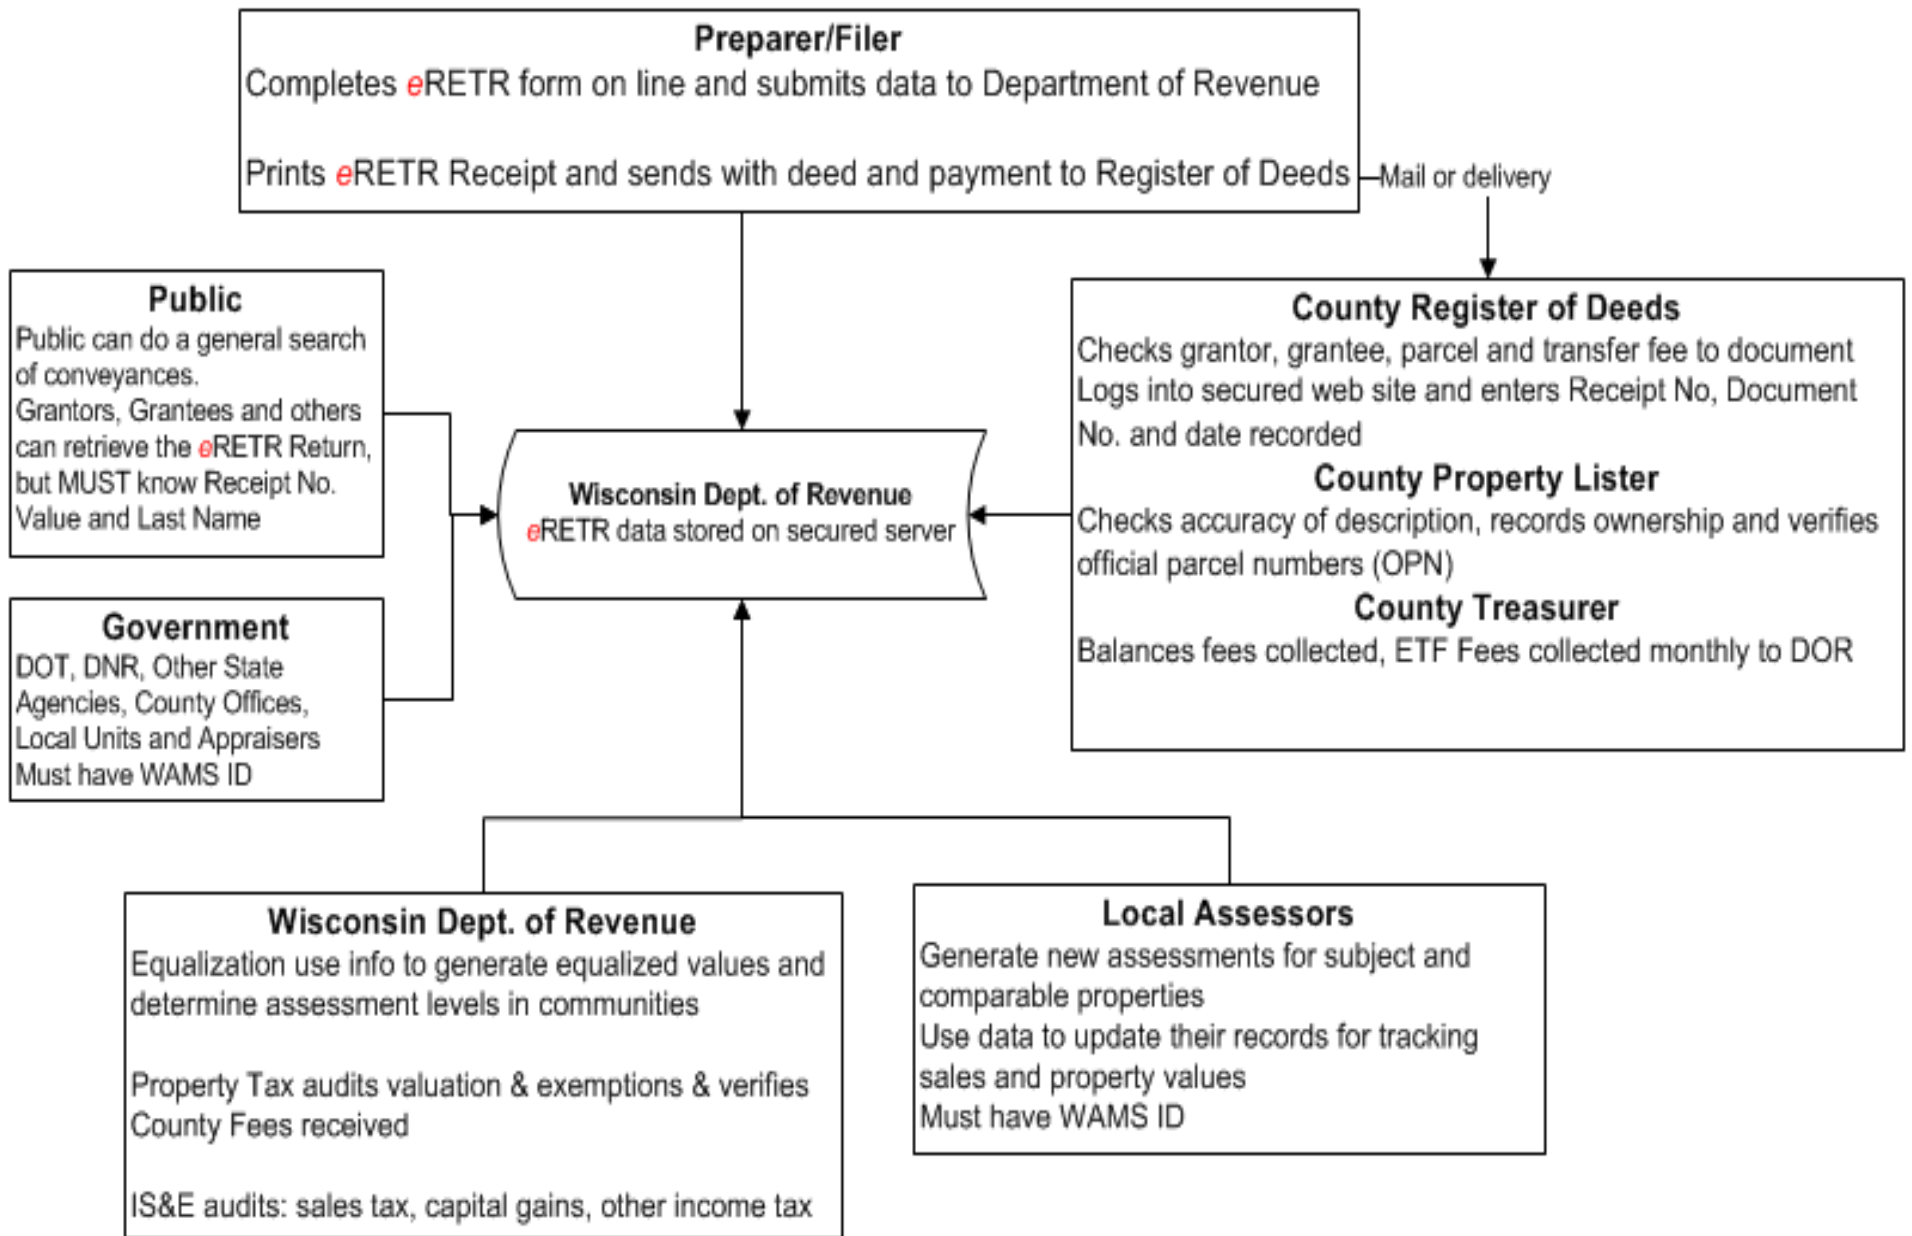 Preparer/Filer
Completes eRETR form on line and submits data to Department of Revenue
Prints eRETR Receipt and sends with deed and payment to Register of Deeds
Mail or delivery
Public
Public can do a general search
of conveyances.
Grantors, Grantees and others
can retrieve the eRETR Return,
but MUST know Receipt No.
Value and Last Name
County Register of Deeds
Checks grantor, grantee, parcel and transfer fee to document
Logs into secured web site and enters Receipt No, Document
No. and date recorded
County Property Lister
Checks accuracy of description, records ownership and verifies
official parcel numbers (OPN)
County Treasurer
Balances fees collected, ETF Fees collected monthly to DOR
Wisconsin Dept. of Revenue
eRETR data stored on secured server
Government
DOT, DNR, Other State
Agencies, County Offices,
Local Units and Appraisers
Must have WAMS ID
Wisconsin Dept. of Revenue
Equalization use info to generate equalized values and
determine assessment levels in communities
Property Tax audits valuation & exemptions & verifies
County Fees received
IS&E audits: sales tax, capital gains, other income tax
Local Assessors
Generate new assessments for subject and
comparable properties
Use data to update their records for tracking
sales and property values
Must have WAMS ID